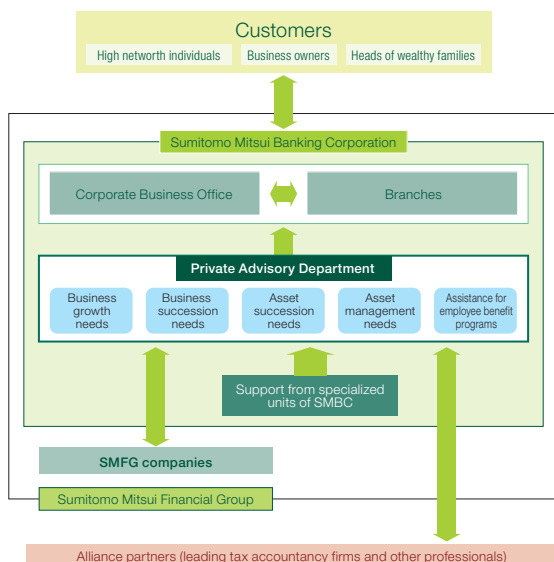 Customers
High networth individuals
Business owners
Heads of wealthy families
Sumitomo Mitsui Banking Corporation
Corporate Business Office
Branches
Private Advisory Department
Business
growth
needs
Business
succession
needs
Asset
succession
needs
Asset
management
needs
Assistance for
employee benefit
programs
Support from specialized
units of SMBC
SMFG companies
Sumitomo Mitsui Financial Group
Alliance partners (leading tax accountancy firms and other professionals)